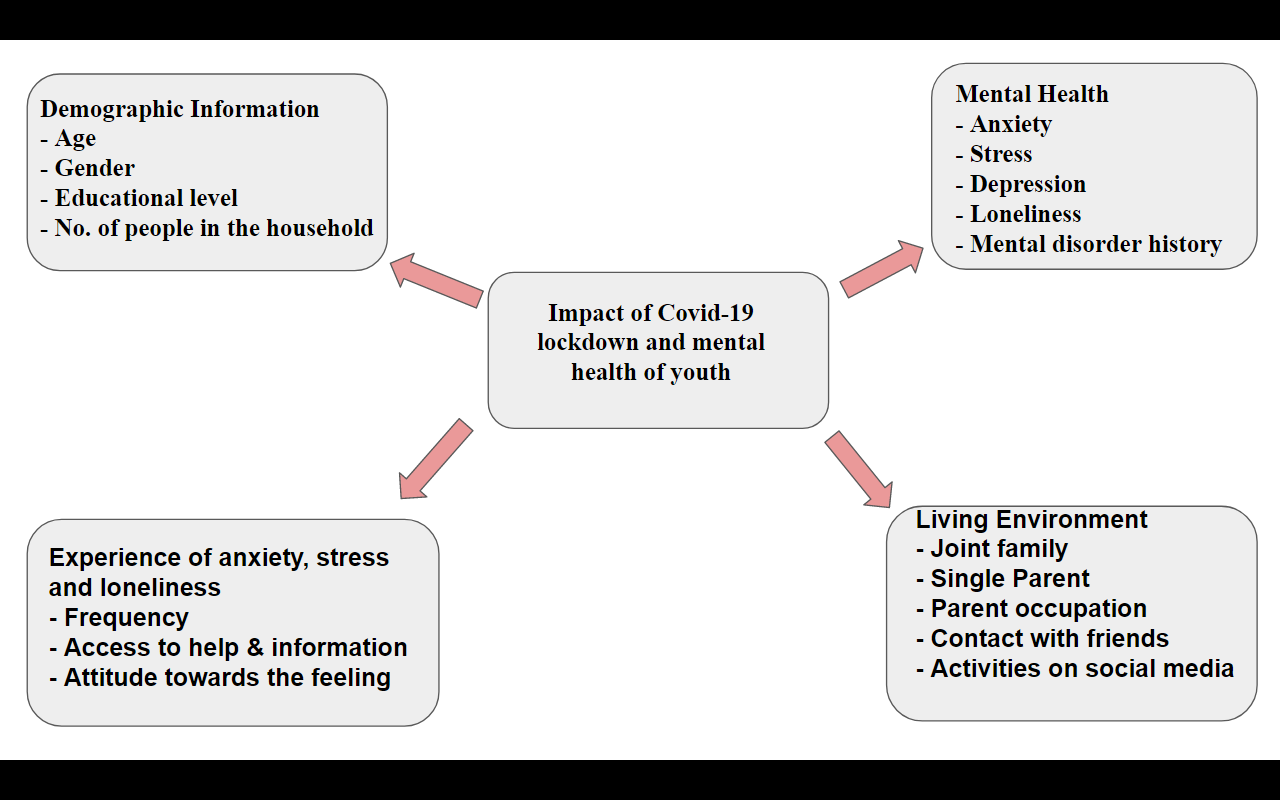 Demographic Information
- Age
- Gender
- Educational level
- No. of people in the household
Mental Health
- Anxiety
- Stress
- Depression
- Loneliness
- Mental disorder history
Impact of Covid-19
lockdown and mental
health of youth
Experience of anxiety, stress
and loneliness
- Frequency
- Access to help & information
- Attitude towards the feeling
Living Environment
- Joint family
- Single Parent
- Parent occupation
- Contact with friends
- Activities on social media